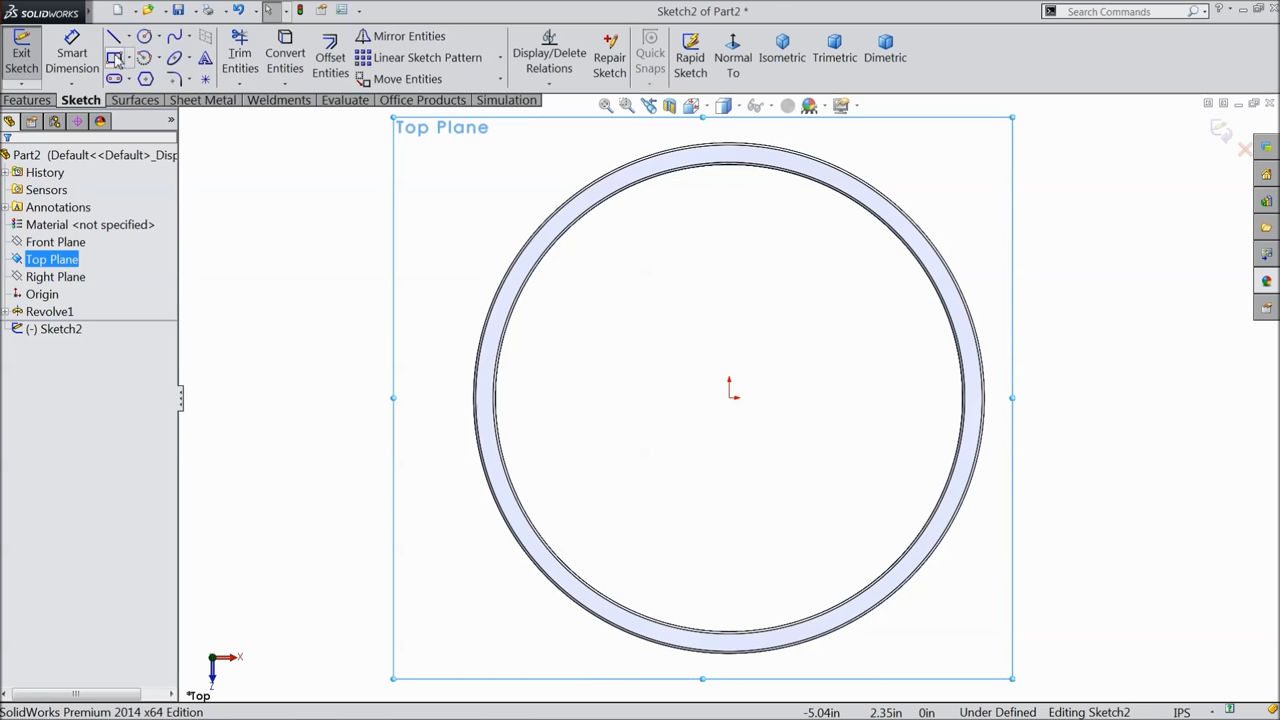 SOLIDWORKS
Sketch2 of Part2 *
Search Commands
Exit Sketch
Smart Dimension
Trim Entities
Convert Entities
Offset Entities
Mirror Entities
Linear Sketch Pattern
Move Entities
Display/Delete Relations
Quick Snaps
Repair Sketch
Rapid Sketch
Normal To
Isometric
Trimetric
Dimetric
Features
Sketch
Surfaces
Sheet Metal
Weldments
Evaluate
Office Products
Simulation
Part2 (Default<<Default>_Disp
History
Sensors
Annotations
Material <not specified>
Front Plane
Top Plane
Right Plane
Origin
Revolve1
(-) Sketch2
Top Plane
X
Z
*Top
SolidWorks Premium 2014 x64 Edition
-5.04in
2.35in
0in
Under Defined
Editing Sketch2
IPS